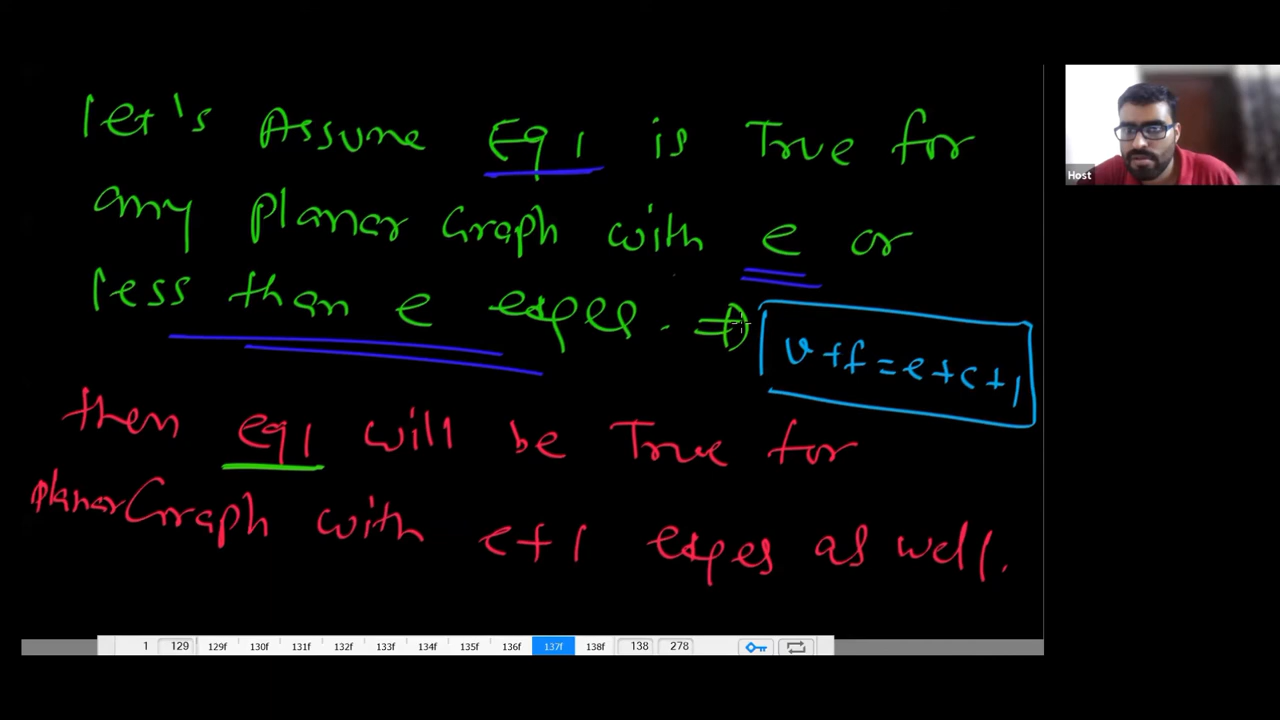 let's Assume Eq 1 is True for
any planar Graph with e or
less than e edges. ⇒
v+f=e+c+1
then eq1 will be True for
planar Graph with e+1 edges as well.
Host
1 129 129f 130f 131f 132f 133f 134f 135f 136f 137f 138f 138 278